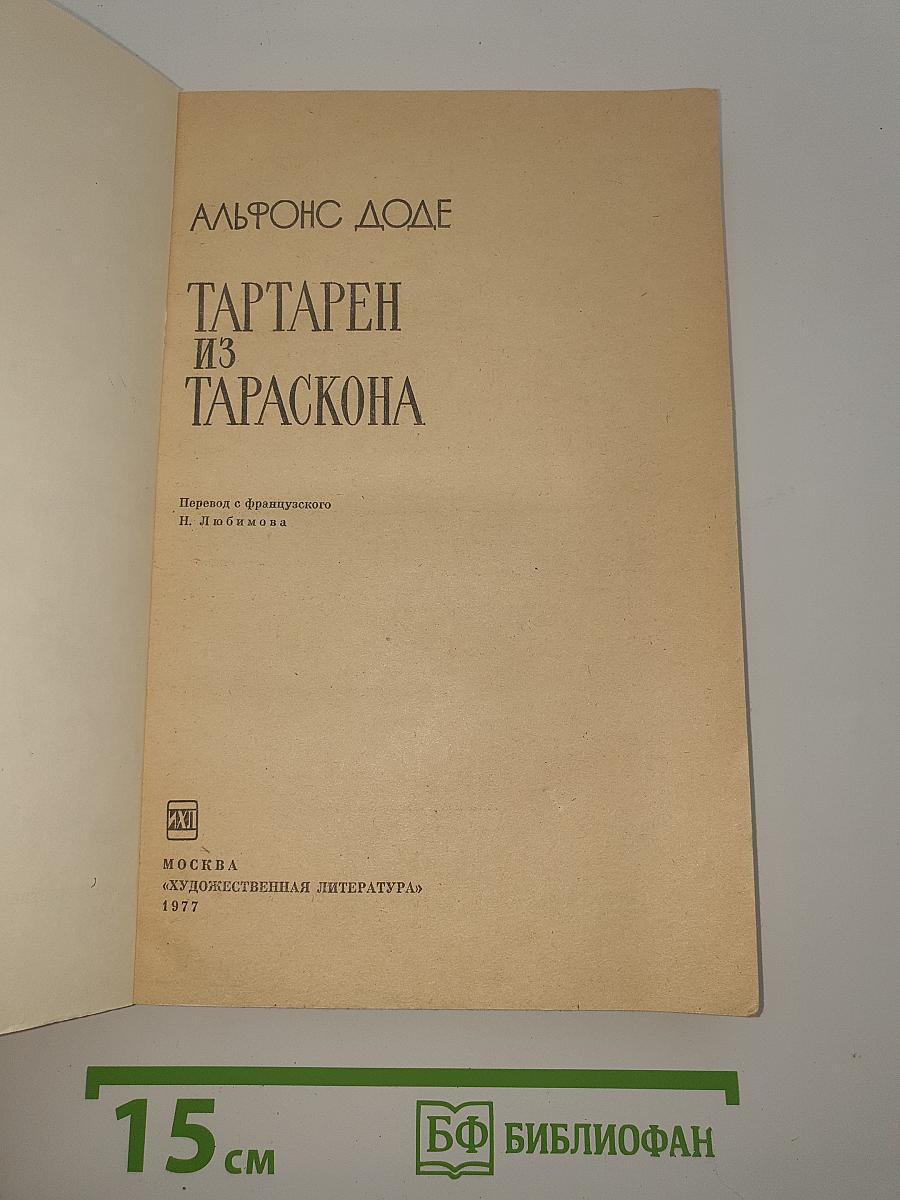 АЛЬФОНС ДОДЕ
ТАРТАРЕН
ИЗ
ТАРАСКОНА
Перевод с французского
Н. Любимова
ИХЛ
МОСКВА
«ХУДОЖЕСТВЕННАЯ ЛИТЕРАТУРА»
1977
15 см
БФ БИБЛИОФАН